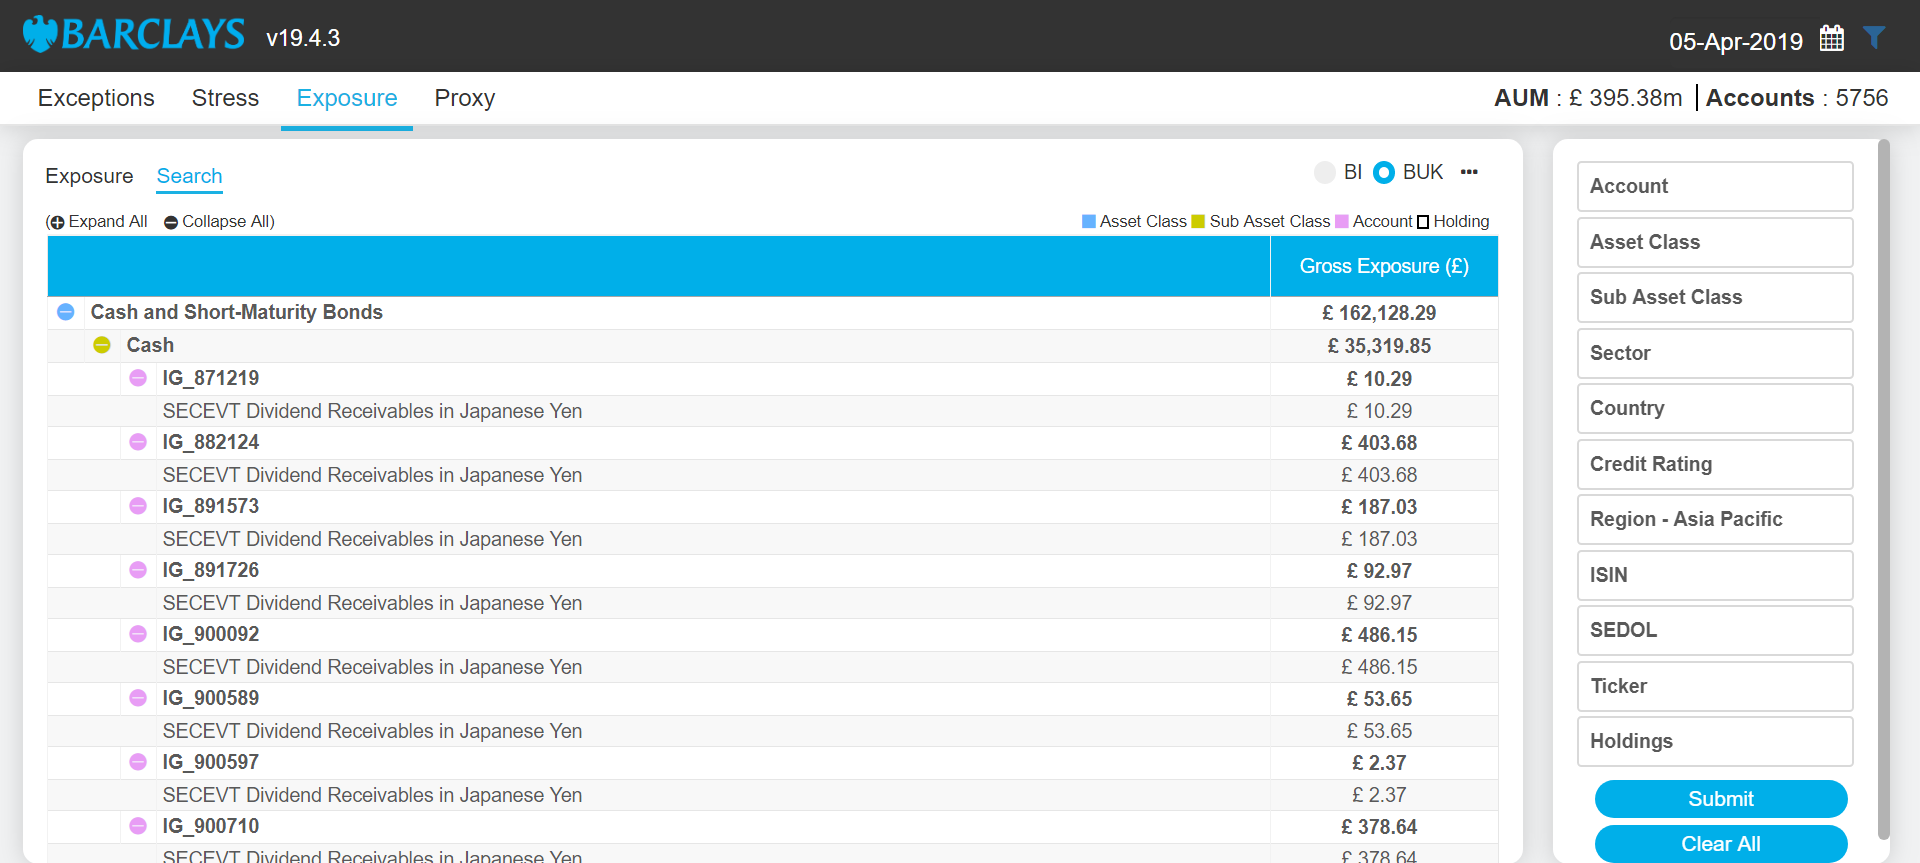 BARCLAYS v19.4.3 05-Apr-2019
Exceptions Stress Exposure Proxy AUM : £ 395.38m Accounts : 5756
Exposure Search BI BUK ...
( Expand All Collapse All) Asset Class Sub Asset Class Account Holding
Gross Exposure (£)
Cash and Short-Maturity Bonds £ 162,128.29
Cash £ 35,319.85
IG_871219 £ 10.29
SECEVT Dividend Receivables in Japanese Yen £ 10.29
IG_882124 £ 403.68
SECEVT Dividend Receivables in Japanese Yen £ 403.68
IG_891573 £ 187.03
SECEVT Dividend Receivables in Japanese Yen £ 187.03
IG_891726 £ 92.97
SECEVT Dividend Receivables in Japanese Yen £ 92.97
IG_900092 £ 486.15
SECEVT Dividend Receivables in Japanese Yen £ 486.15
IG_900589 £ 53.65
SECEVT Dividend Receivables in Japanese Yen £ 53.65
IG_900597 £ 2.37
SECEVT Dividend Receivables in Japanese Yen £ 2.37
IG_900710 £ 378.64
SECEVT Dividend Receivables in Japanese Yen £ 378.64
Account
Asset Class
Sub Asset Class
Sector
Country
Credit Rating
Region - Asia Pacific
ISIN
SEDOL
Ticker
Holdings
Submit
Clear All